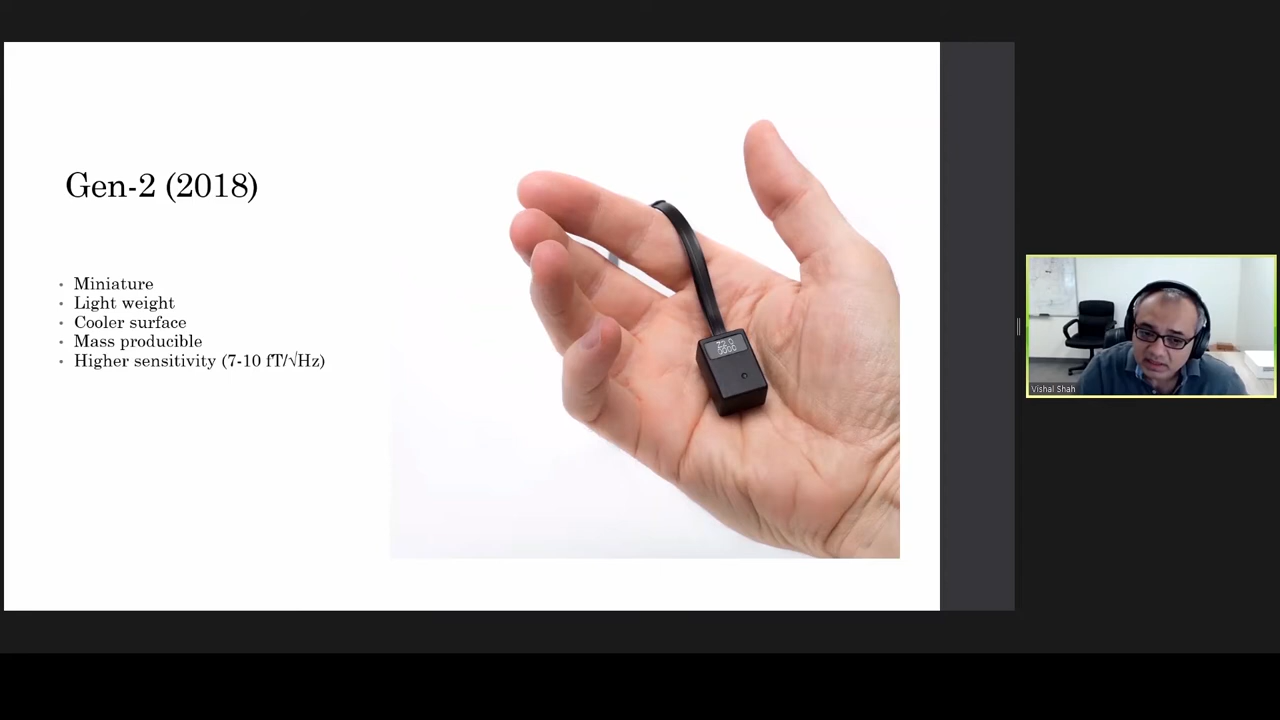 Gen-2 (2018)
• Miniature
• Light weight
• Cooler surface
• Mass producible
• Higher sensitivity (7-10 fT/√Hz)
Vishal Shah